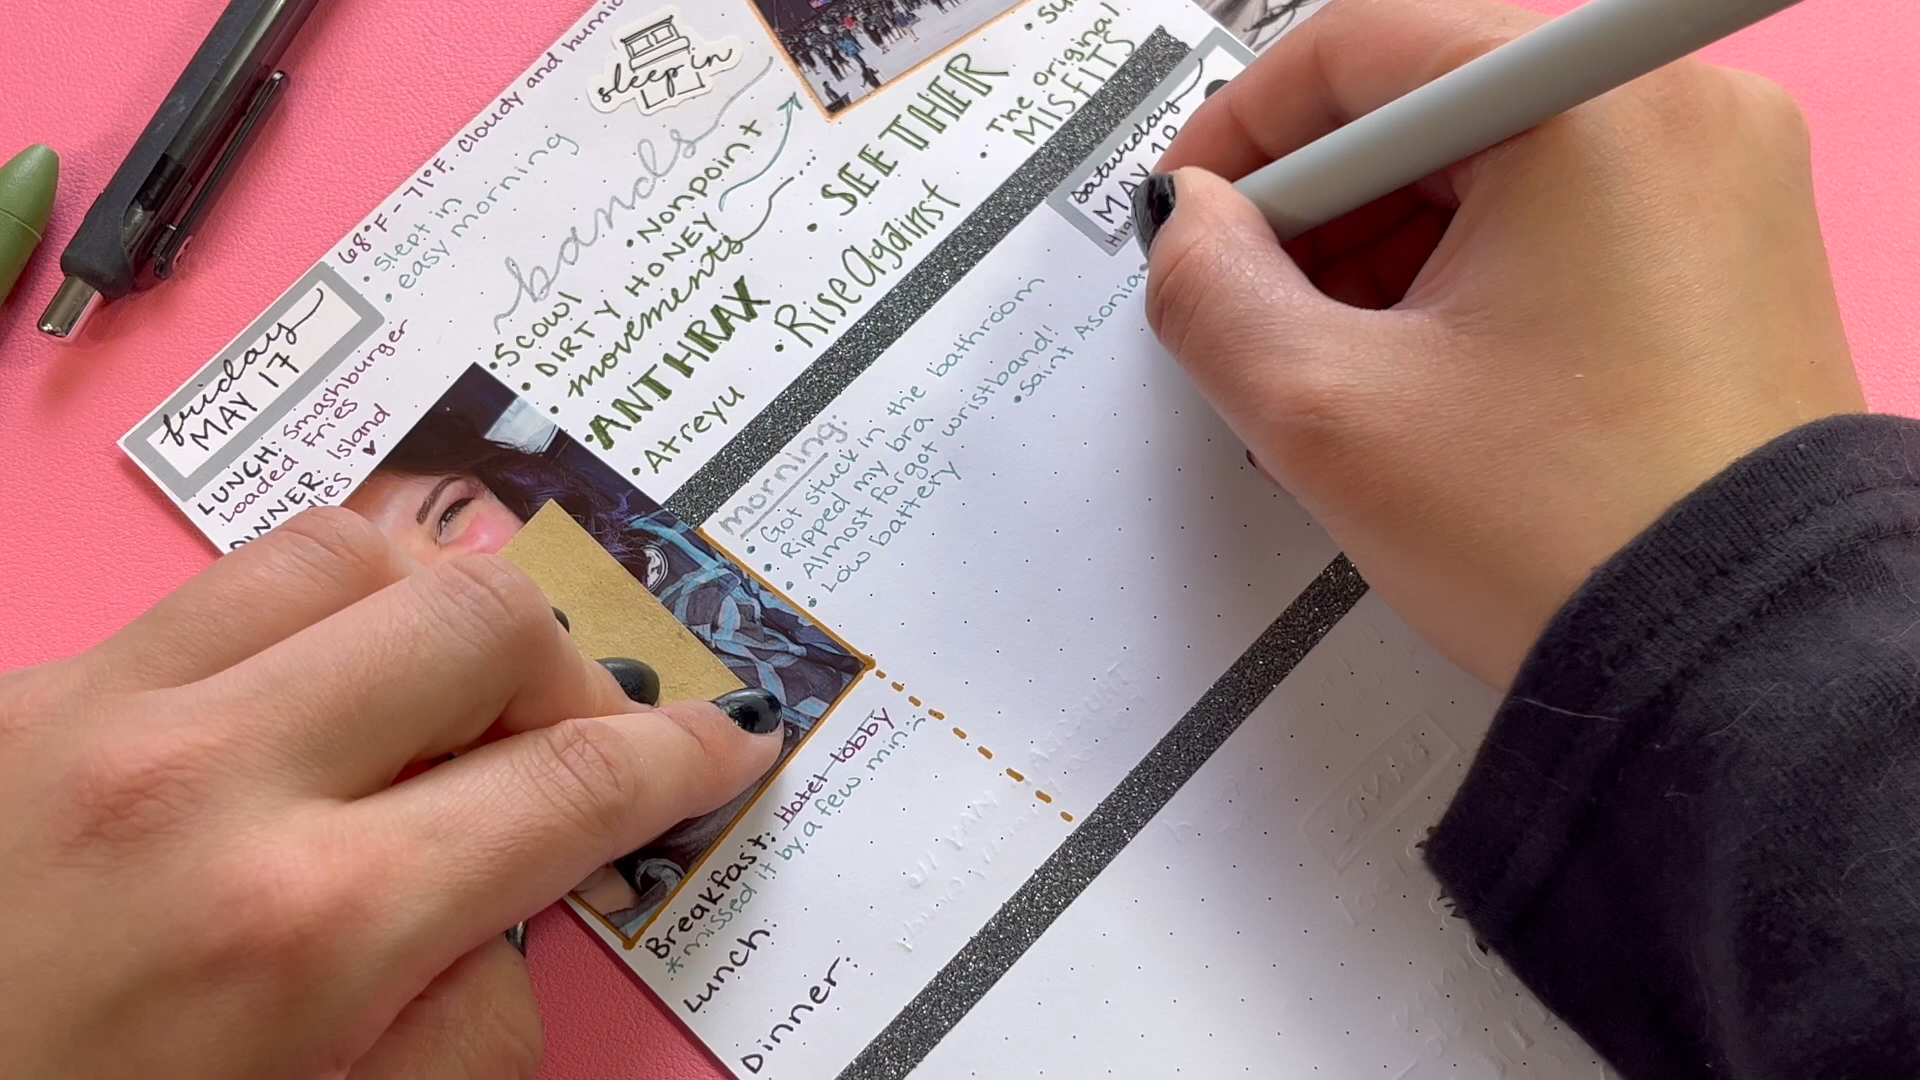 friday
MAY 17
LUNCH: Smashburger
Loaded Fries
DINNER: Island
68°F - 71°F. Cloudy and humid
• slept in
• easy morning
sleep in
bands
• Scowl
• DIRTY HONEY
• movements
• ANTHRAX
• Atreyu
• Nonpoint
• RiseAgainst
• SEETHER
• The Original
MISFITS
Saturday
MAY 18
morning:
• Got stuck in the bathroom
• Ripped my bra
• Almost forgot wristband!
• Low battery
• Saint Asonia
Breakfast: Hotel lobby
*missed it by a few min :(
Lunch:
Dinner: